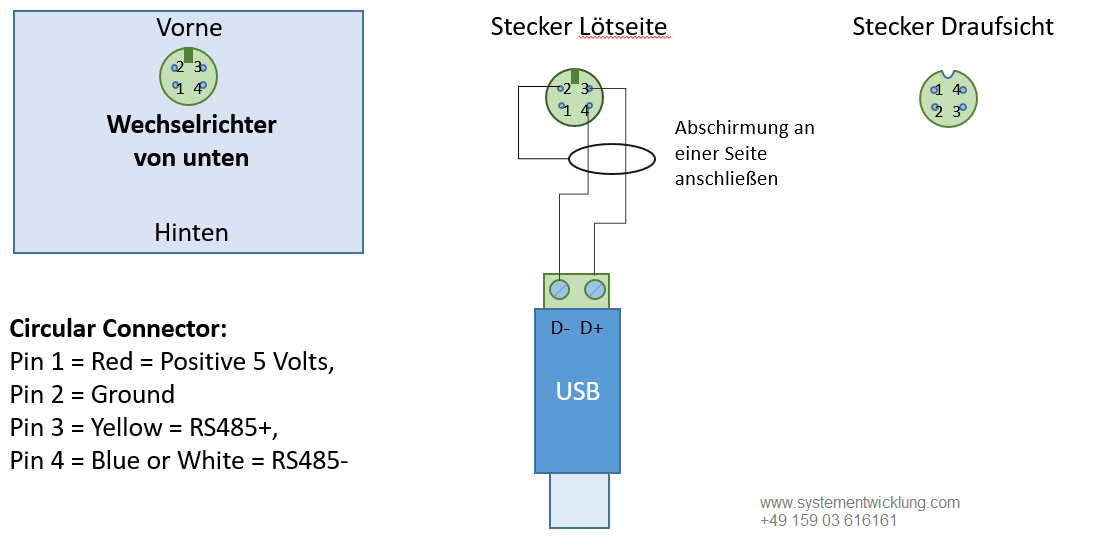 Vorne
2 3
1 4
Wechselrichter
von unten
Hinten
Stecker Lötseite
2 3
1 4
Abschirmung an
einer Seite
anschließen
D- D+
USB
Stecker Draufsicht
1 4
2 3
Circular Connector:
Pin 1 = Red = Positive 5 Volts,
Pin 2 = Ground
Pin 3 = Yellow = RS485+,
Pin 4 = Blue or White = RS485-
www.systementwicklung.com
+49 159 03 616161